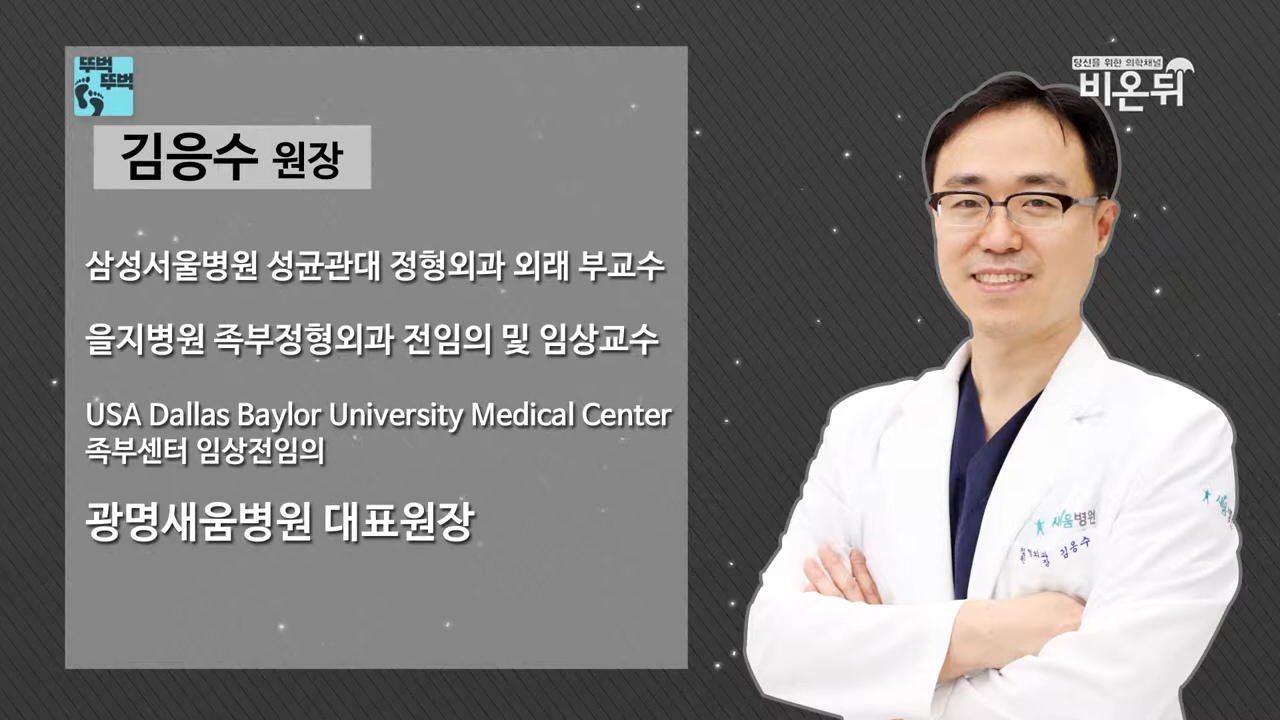 뚜벅
뚜벅
당신을 위한 의학채널
비온뒤
김응수 원장
삼성서울병원 성균관대 정형외과 외래 부교수
을지병원 족부정형외과 전임의 및 임상교수
USA Dallas Baylor University Medical Center
족부센터 임상전임의
광명새움병원 대표원장
새움병원
김응수
새움